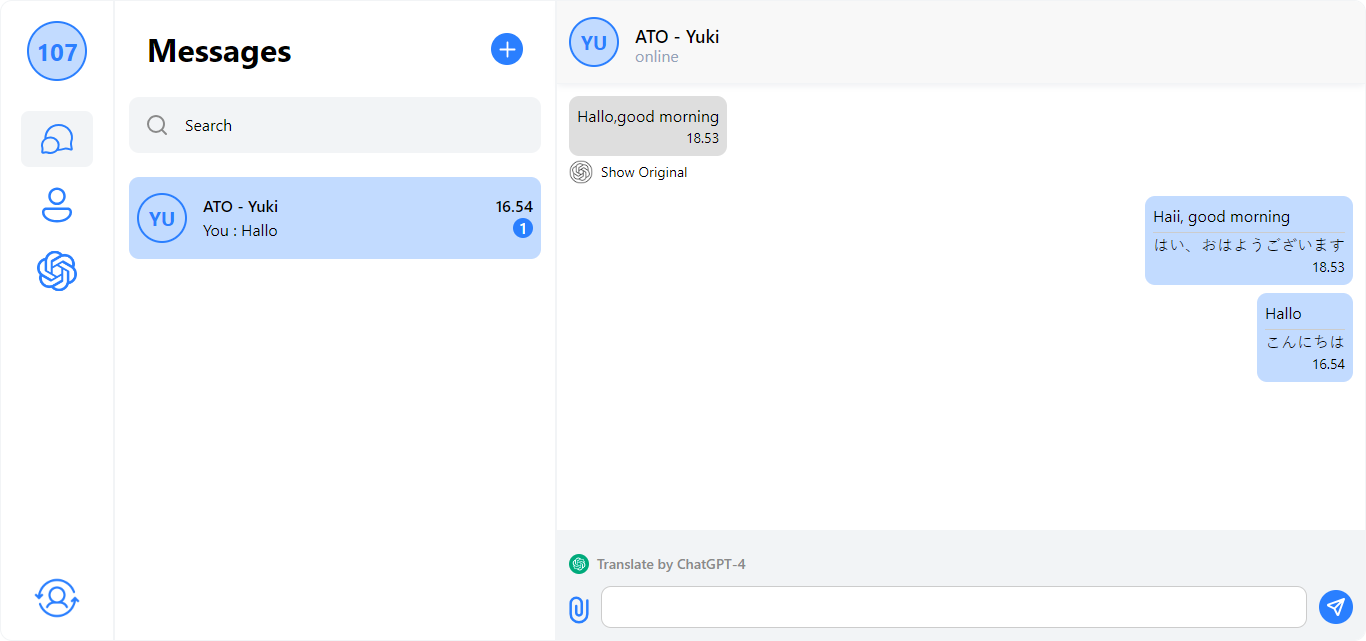 107
Messages
Search
YU
ATO - Yuki
16.54
You : Hallo
1
YU
ATO - Yuki
online
Hallo,good morning
18.53
Show Original
Haii, good morning
はい、おはようございます
18.53
Hallo
こんにちは
16.54
Translate by ChatGPT-4